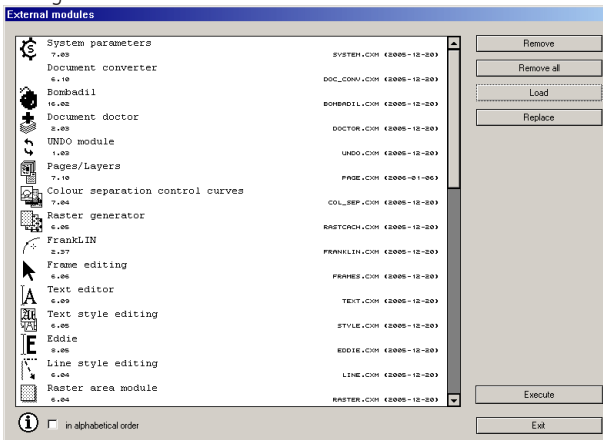 External modules
System parameters
7.03 SYSTEM.CXM (2005-12-20)
Document converter
6.10 DOC_CONV.CXM (2005-12-20)
Bombadil
16.02 BOMBADIL.CXM (2005-12-20)
Document doctor
2.03 DOCTOR.CXM (2005-12-20)
UNDO module
1.03 UNDO.CXM (2005-12-20)
Pages/Layers
7.10 PAGE.CXM (2006-01-06)
Colour separation control curves
7.04 COL_SEP.CXM (2005-12-20)
Raster generator
6.05 RASTCACH.CXM (2005-12-20)
FrankLIN
2.37 FRANKLIN.CXM (2005-12-20)
Frame editing
6.06 FRAMES.CXM (2005-12-20)
Text editor
6.09 TEXT.CXM (2005-12-20)
Text style editing
6.05 STYLE.CXM (2005-12-20)
Eddie
8.05 EDDIE.CXM (2005-12-20)
Line style editing
6.04 LINE.CXM (2005-12-20)
Raster area module
6.04 RASTER.CXM (2005-12-20)
in alphabetical order
Remove
Remove all
Load
Replace
Execute
Exit